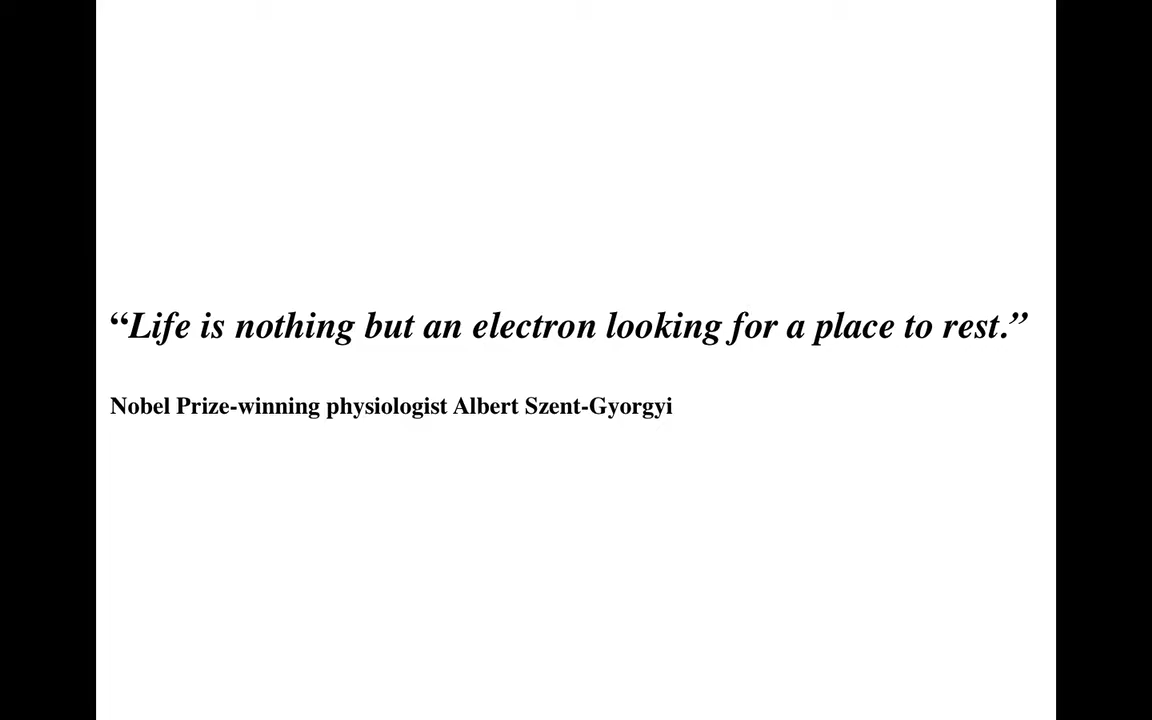 “Life is nothing but an electron looking for a place to rest.”
Nobel Prize-winning physiologist Albert Szent-Gyorgyi